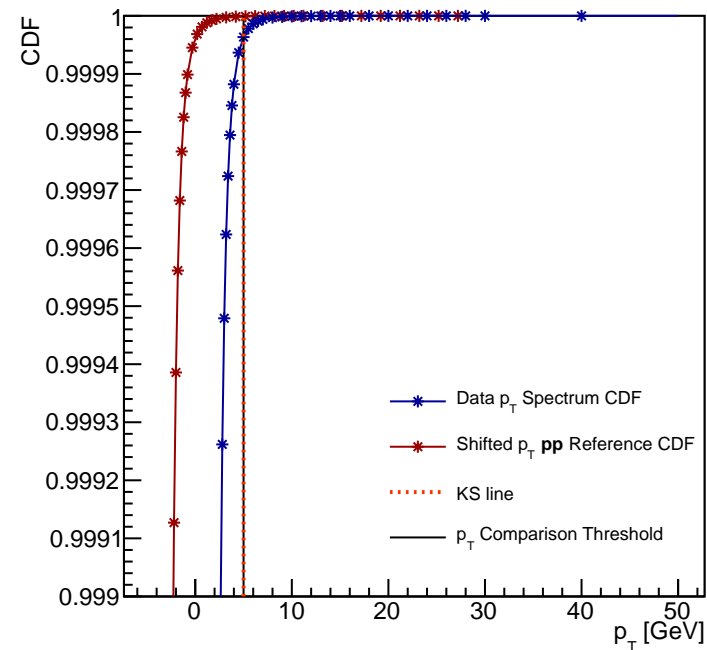 CDF
1
0.9999
0.9998
0.9997
0.9996
0.9995
0.9994
0.9993
0.9992
0.9991
0.999
Data p_T Spectrum CDF
Shifted p_T pp Reference CDF
KS line
p_T Comparison Threshold
0 10 20 30 40 50
p_T [GeV]